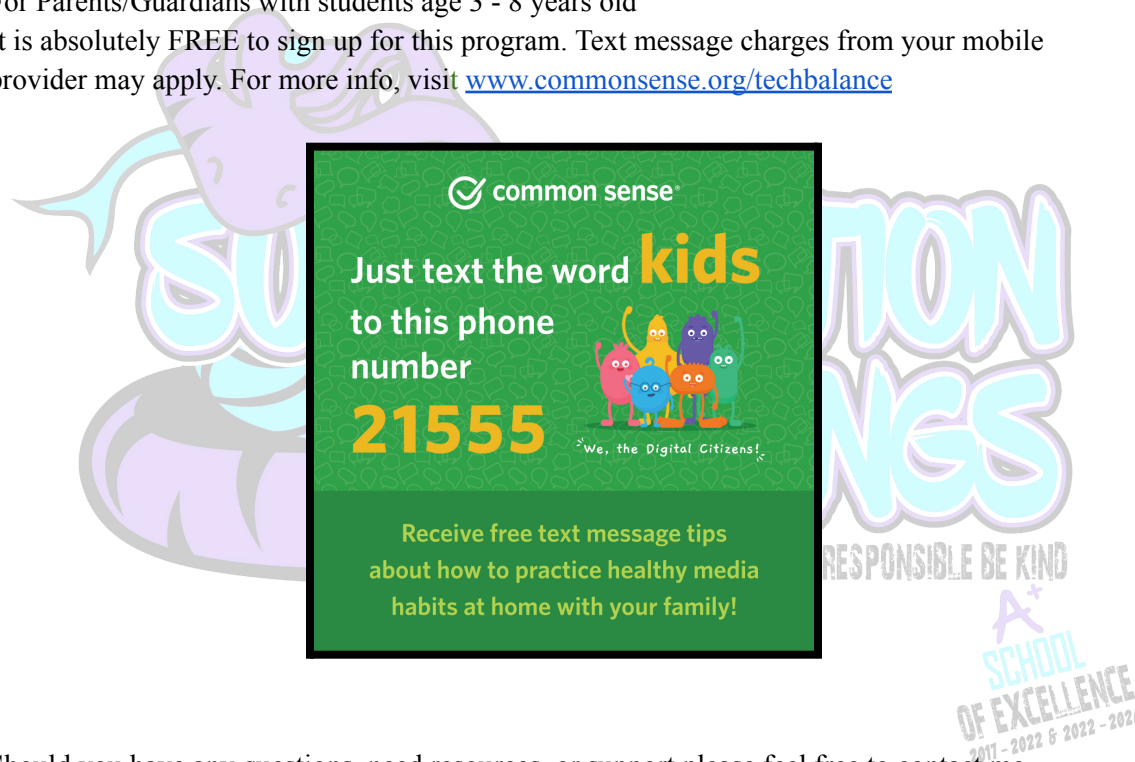 For Parents/Guardians with students age 3 - 8 years old
t is absolutely FREE to sign up for this program. Text message charges from your mobile
provider may apply. For more info, visit www.commonsense.org/techbalance
common sense®
Just text the word kids
to this phone
number
21555
We, the Digital Citizens!
Receive free text message tips
about how to practice healthy media
habits at home with your family!
RESPONSIBLE BE KIND
A+
SCHOOL
OF EXCELLENCE
2017 - 2022 & 2022 -
Should you have any questions, need resources, or support please feel free to contact me